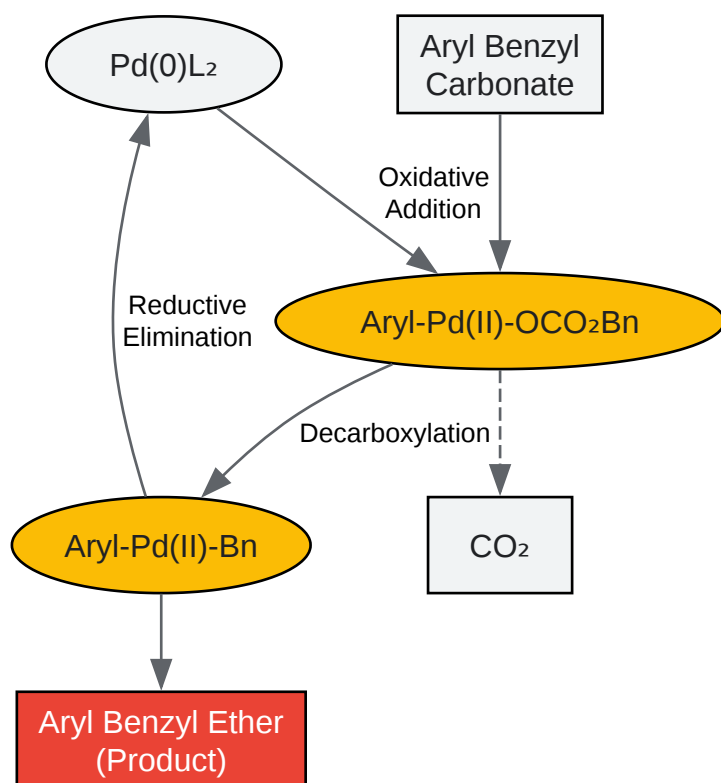 Pd(0)L₂
Aryl Benzyl
Carbonate
Oxidative
Addition
Reductive
Elimination
Aryl-Pd(II)-OCO₂Bn
Decarboxylation
Aryl-Pd(II)-Bn
CO₂
Aryl Benzyl Ether
(Product)